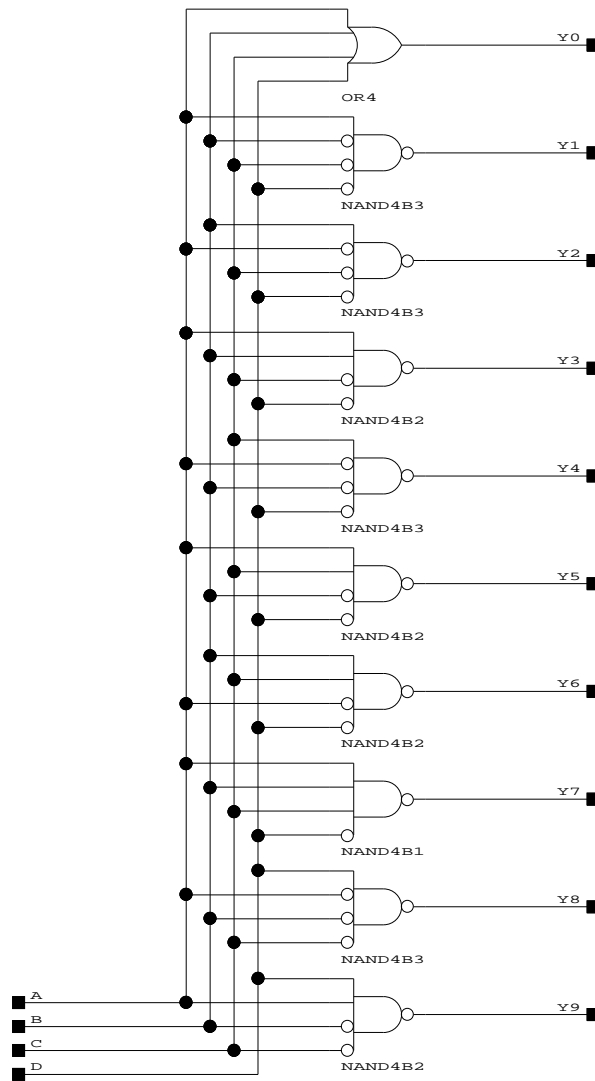 Y0
OR4
Y1
NAND4B3
Y2
NAND4B3
Y3
NAND4B2
Y4
NAND4B3
Y5
NAND4B2
Y6
NAND4B2
Y7
NAND4B1
Y8
NAND4B3
A
Y9
B
C
NAND4B2
D